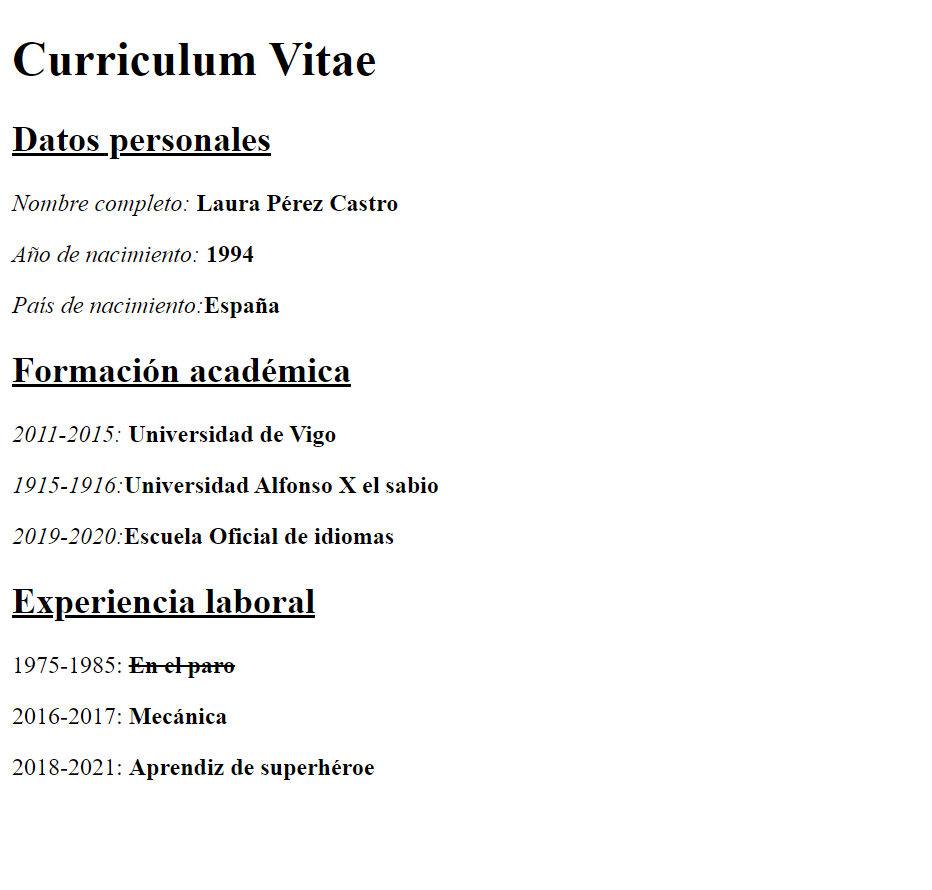 Curriculum Vitae
Datos personales
Nombre completo: Laura Pérez Castro
Año de nacimiento: 1994
País de nacimiento:España
Formación académica
2011-2015: Universidad de Vigo
1915-1916:Universidad Alfonso X el sabio
2019-2020:Escuela Oficial de idiomas
Experiencia laboral
1975-1985: En el paro
2016-2017: Mecánica
2018-2021: Aprendiz de superhéroe